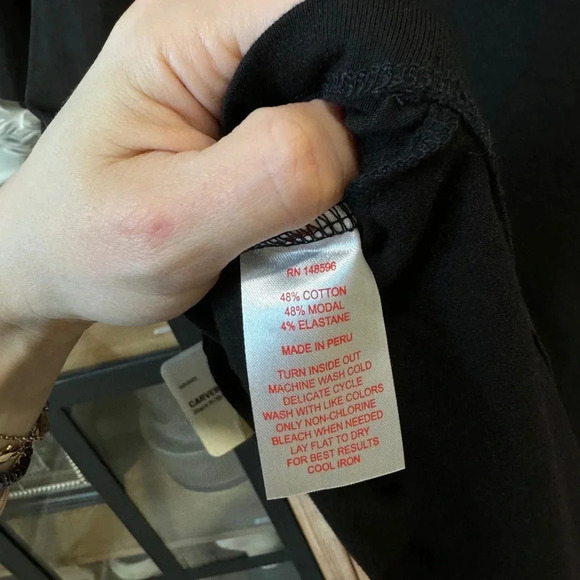 RN 148596
48% COTTON
48% MODAL
4% ELASTANE
MADE IN PERU
TURN INSIDE OUT
MACHINE WASH COLD
DELICATE CYCLE
WASH WITH LIKE COLORS
ONLY NON-CHLORINE
BLEACH WHEN NEEDED
LAY FLAT TO DRY
FOR BEST RESULTS
COOL IRON
CARVE